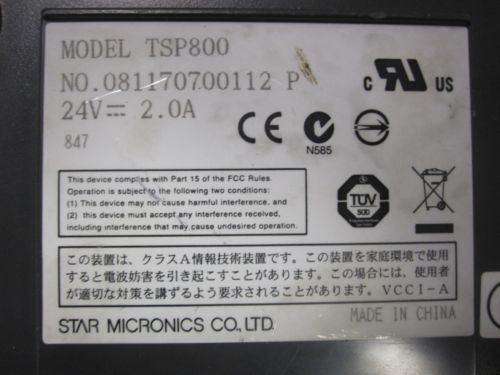 MODEL TSP800
NO.081170700112 P
24V⎓ 2.0A
847
C UR US
CE
N585
This device complies with Part 15 of the FCC Rules.
Operation is subject to the following two conditions:
(1) This device may not cause harmful interference, and
(2) this device must accept any interference received,
including interference that may cause undesired operation.
TÜV
SÜD
この装置は、クラスA情報技術装置です。この装置を家庭環境で使用
すると電波妨害を引き起こすことがあります。この場合には、使用者
が適切な対策を講ずるよう要求されることがあります。VCCI-A
STAR MICRONICS CO., LTD.
MADE IN CHINA